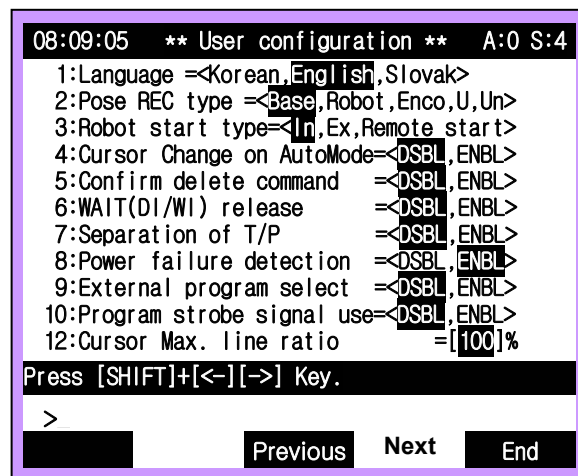 08:09:05 ** User configuration ** A:0 S:4
1:Language =<Korean,English,Slovak>
2:Pose REC type =<Base,Robot,Enco,U,Un>
3:Robot start type=<In,Ex,Remote start>
4:Cursor Change on AutoMode=<DSBL,ENBL>
5:Confirm delete command =<DSBL,ENBL>
6:WAIT(DI/WI) release =<DSBL,ENBL>
7:Separation of T/P =<DSBL,ENBL>
8:Power failure detection =<DSBL,ENBL>
9:External program select =<DSBL,ENBL>
10:Program strobe signal use=<DSBL,ENBL>
12:Cursor Max. line ratio =[100]%
Press [SHIFT]+[<-][->] Key.
>_
Previous Next End